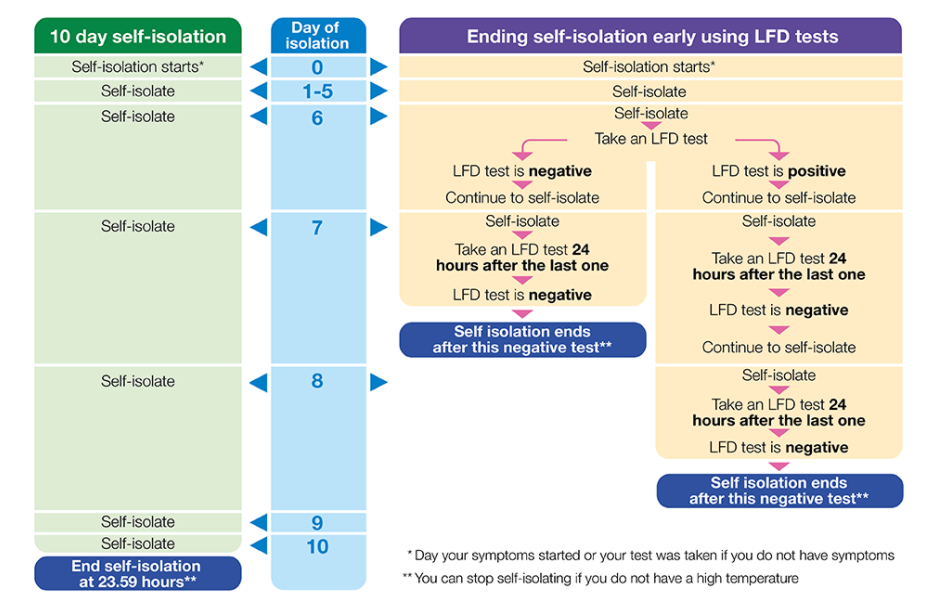 10 day self-isolation
Day of
isolation
Ending self-isolation early using LFD tests
Self-isolation starts*
0
Self-isolation starts*
Self-isolate
1-5
Self-isolate
Self-isolate
6
Self-isolate
Take an LFD test
LFD test is negative
LFD test is positive
Continue to self-isolate
Continue to self-isolate
Self-isolate
7
Self-isolate
Self-isolate
Take an LFD test 24
hours after the last one
Take an LFD test 24
hours after the last one
LFD test is negative
LFD test is negative
Self isolation ends
after this negative test**
Continue to self-isolate
Self-isolate
8
Self-isolate
Take an LFD test 24
hours after the last one
LFD test is negative
Self isolation ends
after this negative test**
Self-isolate
9
Self-isolate
10
End self-isolation
at 23.59 hours**
* Day your symptoms started or your test was taken if you do not have symptoms
** You can stop self-isolating if you do not have a high temperature